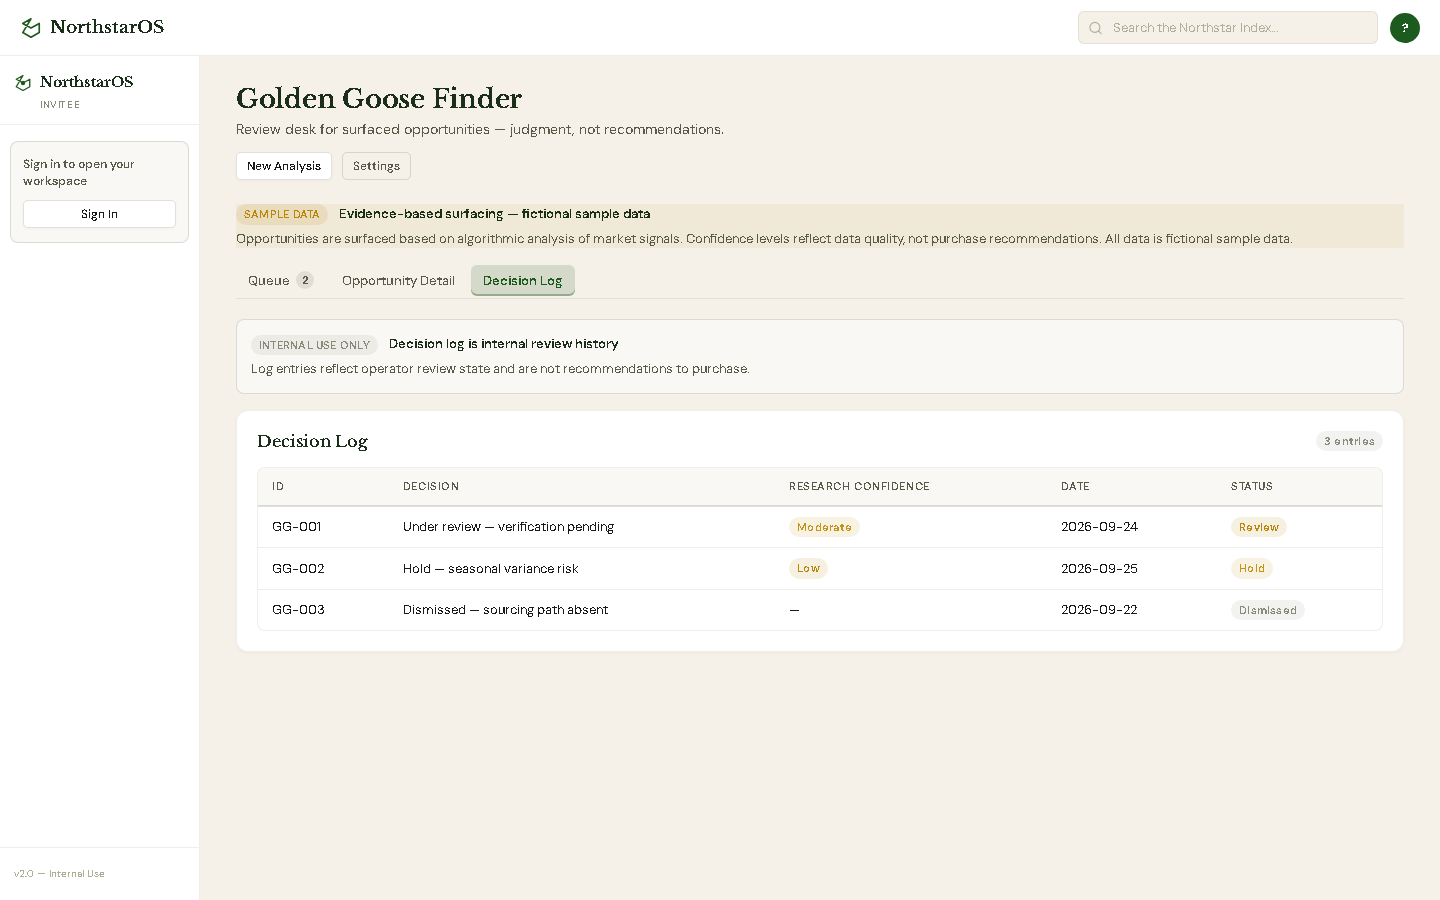 NorthstarOS
Search the Northstar Index...
?
NorthstarOS
INVITEE
Sign in to open your
workspace
Sign In
v2.0 — Internal Use
Golden Goose Finder
Review desk for surfaced opportunities — judgment, not recommendations.
New Analysis Settings
SAMPLE DATA Evidence-based surfacing — fictional sample data
Opportunities are surfaced based on algorithmic analysis of market signals. Confidence levels reflect data quality, not purchase recommendations. All data is fictional sample data.
Queue 2 Opportunity Detail Decision Log
INTERNAL USE ONLY Decision log is internal review history
Log entries reflect operator review state and are not recommendations to purchase.
Decision Log 3 entries
ID DECISION RESEARCH CONFIDENCE DATE STATUS
GG-001 Under review — verification pending Moderate 2026-09-24 Review
GG-002 Hold — seasonal variance risk Low 2026-09-25 Hold
GG-003 Dismissed — sourcing path absent — 2026-09-22 Dismissed